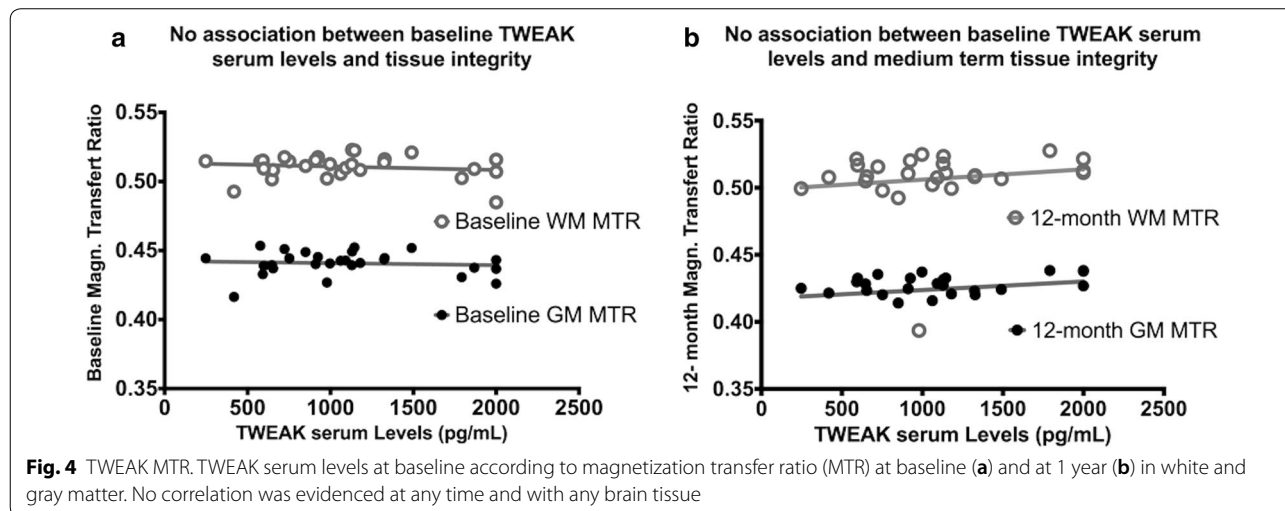 a
No association between baseline TWEAK
serum levels and tissue integrity
Baseline Magn. Transfert Ratio
0.55
0.50
0.45
0.40
0.35
Baseline WM MTR
Baseline GM MTR
0 500 1000 1500 2000 2500
TWEAK serum Levels (pg/mL)
b
No association between baseline TWEAK serum
levels and medium term tissue integrity
12- month Magn. Transfert Ratio
0.55
0.50
0.45
0.40
0.35
12-month WM MTR
12-month GM MTR
0 500 1000 1500 2000 2500
TWEAK serum Levels (pg/mL)
Fig. 4 TWEAK MTR. TWEAK serum levels at baseline according to magnetization transfer ratio (MTR) at baseline (a) and at 1 year (b) in white and
gray matter. No correlation was evidenced at any time and with any brain tissue